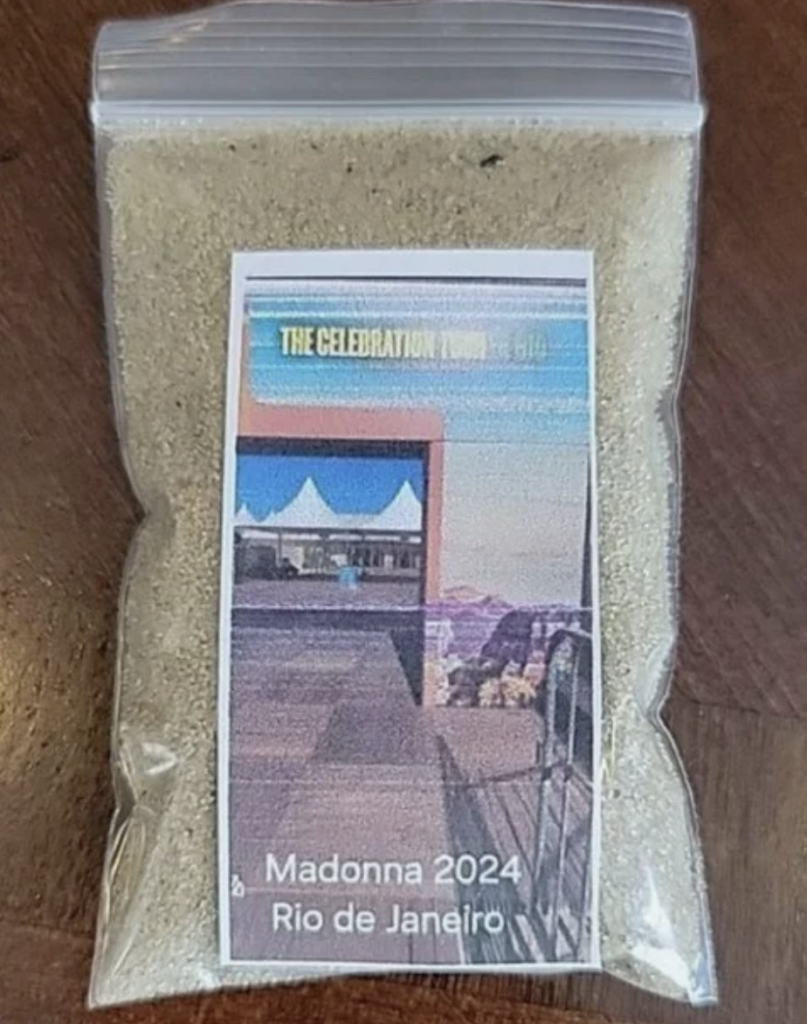 THE CELEBRATION TOUR
Madonna 2024
Rio de Janeiro